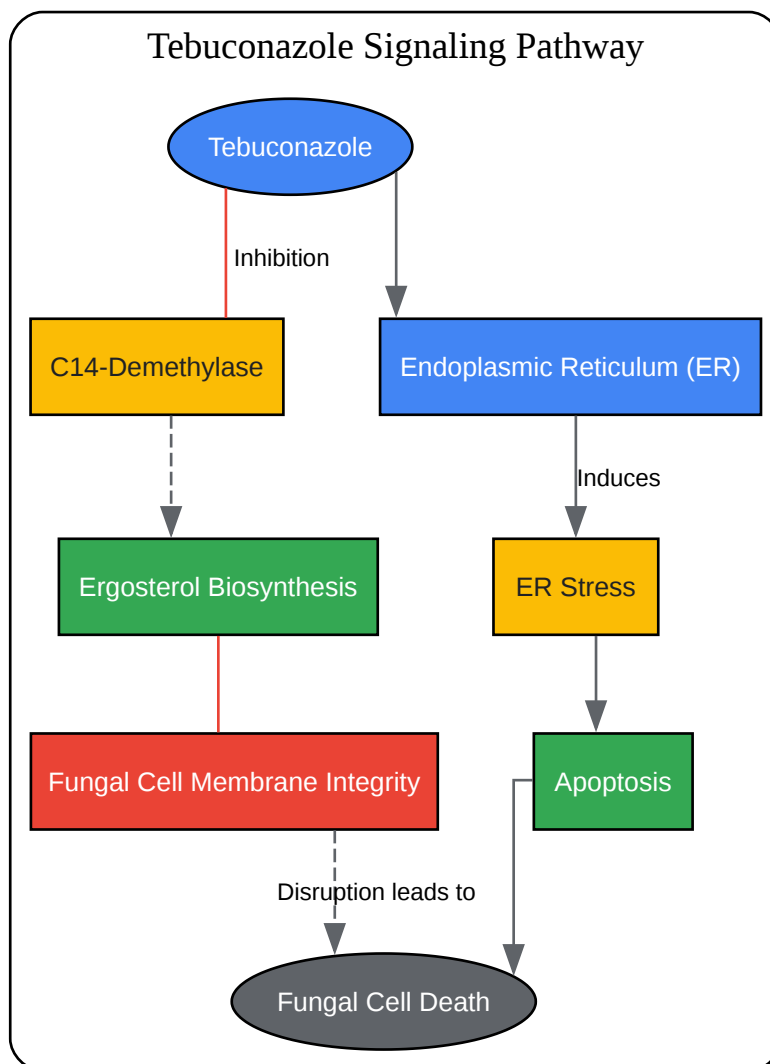 Tebuconazole Signaling Pathway
Tebuconazole
Inhibition
C14-Demethylase
Endoplasmic Reticulum (ER)
Induces
Ergosterol Biosynthesis
ER Stress
Fungal Cell Membrane Integrity
Apoptosis
Disruption leads to
Fungal Cell Death